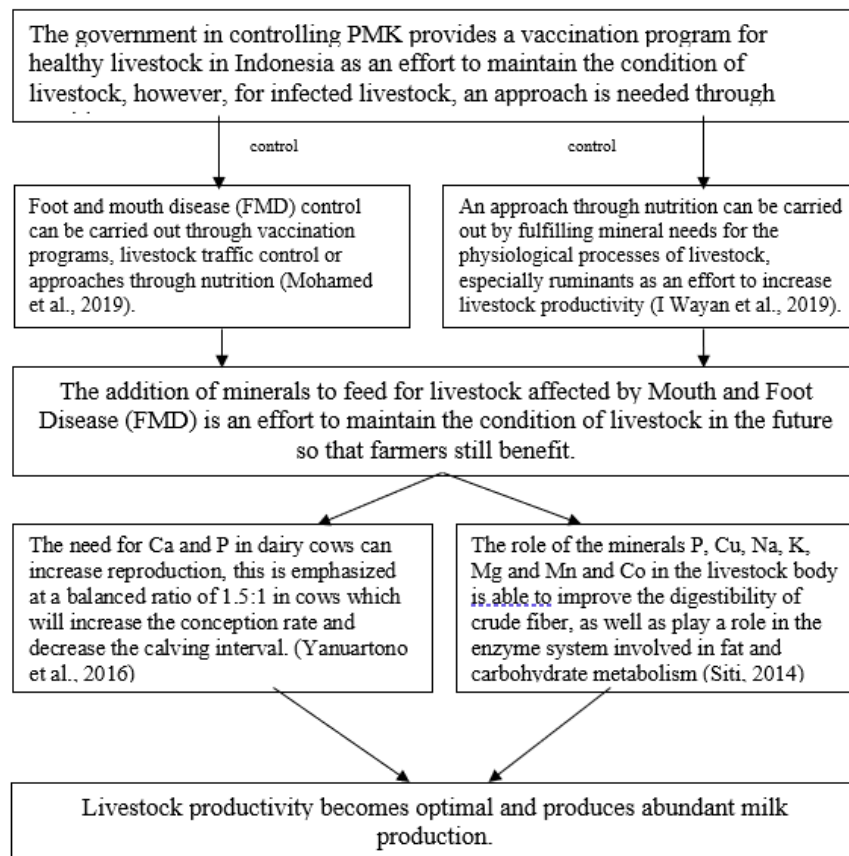 The government in controlling PMK provides a vaccination program for
healthy livestock in Indonesia as an effort to maintain the condition of
livestock, however, for infected livestock, an approach is needed through
control
control
Foot and mouth disease (FMD) control
can be carried out through vaccination
programs, livestock traffic control or
approaches through nutrition (Mohamed
et al., 2019).
An approach through nutrition can be carried
out by fulfilling mineral needs for the
physiological processes of livestock,
especially ruminants as an effort to increase
livestock productivity (I Wayan et al., 2019).
The addition of minerals to feed for livestock affected by Mouth and Foot
Disease (FMD) is an effort to maintain the condition of livestock in the future
so that farmers still benefit.
The need for Ca and P in dairy cows can
increase reproduction, this is emphasized
at a balanced ratio of 1.5:1 in cows which
will increase the conception rate and
decrease the calving interval. (Yanuartono
et al., 2016)
The role of the minerals P, Cu, Na, K,
Mg and Mn and Co in the livestock body
is able to improve the digestibility of
crude fiber, as well as play a role in the
enzyme system involved in fat and
carbohydrate metabolism (Siti, 2014)
Livestock productivity becomes optimal and produces abundant milk
production.